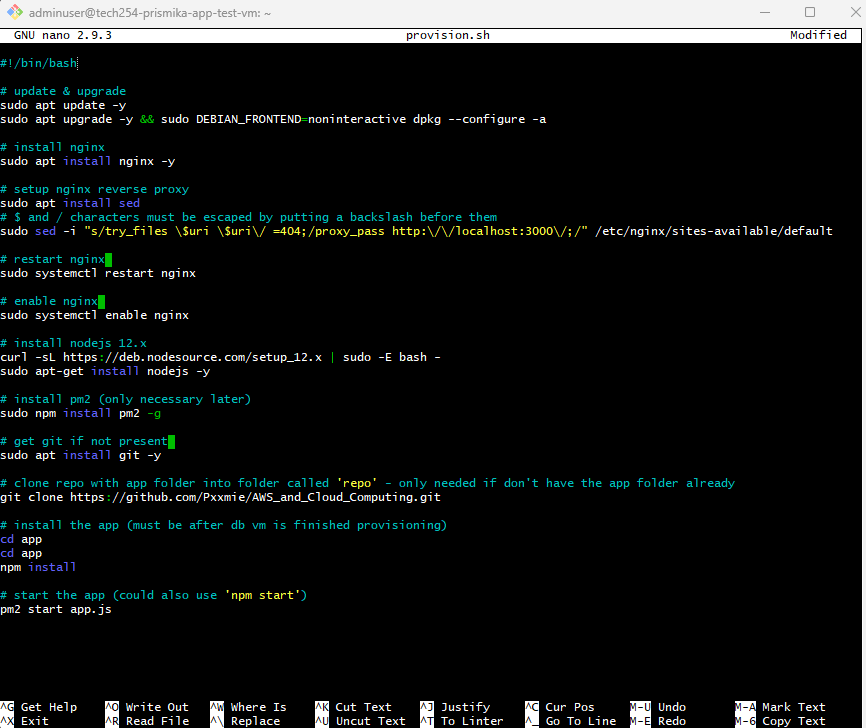 adminuser@tech254-prismika-app-test-vm: ~
GNU nano 2.9.3 provision.sh Modified
#!/bin/bash
# update & upgrade
sudo apt update -y
sudo apt upgrade -y && sudo DEBIAN_FRONTEND=noninteractive dpkg --configure -a
# install nginx
sudo apt install nginx -y
# setup nginx reverse proxy
sudo apt install sed
# $ and / characters must be escaped by putting a backslash before them
sudo sed -i "s/try_files \$uri \$uri\/ =404;/proxy_pass http:\/\/localhost:3000\/;/" /etc/nginx/sites-available/default
# restart nginx
sudo systemctl restart nginx
# enable nginx
sudo systemctl enable nginx
# install nodejs 12.x
curl -sL https://deb.nodesource.com/setup_12.x | sudo -E bash -
sudo apt-get install nodejs -y
# install pm2 (only necessary later)
sudo npm install pm2 -g
# get git if not present
sudo apt install git -y
# clone repo with app folder into folder called 'repo' - only needed if don't have the app folder already
git clone https://github.com/Pxxmie/AWS_and_Cloud_Computing.git
# install the app (must be after db vm is finished provisioning)
cd app
cd app
npm install
# start the app (could also use 'npm start')
pm2 start app.js
^G Get Help ^O Write Out ^W Where Is ^K Cut Text ^J Justify ^C Cur Pos M-U Undo M-A Mark Text
^X Exit ^R Read File ^\ Replace ^U Uncut Text ^T To Linter ^_ Go To Line M-E Redo M-6 Copy Text